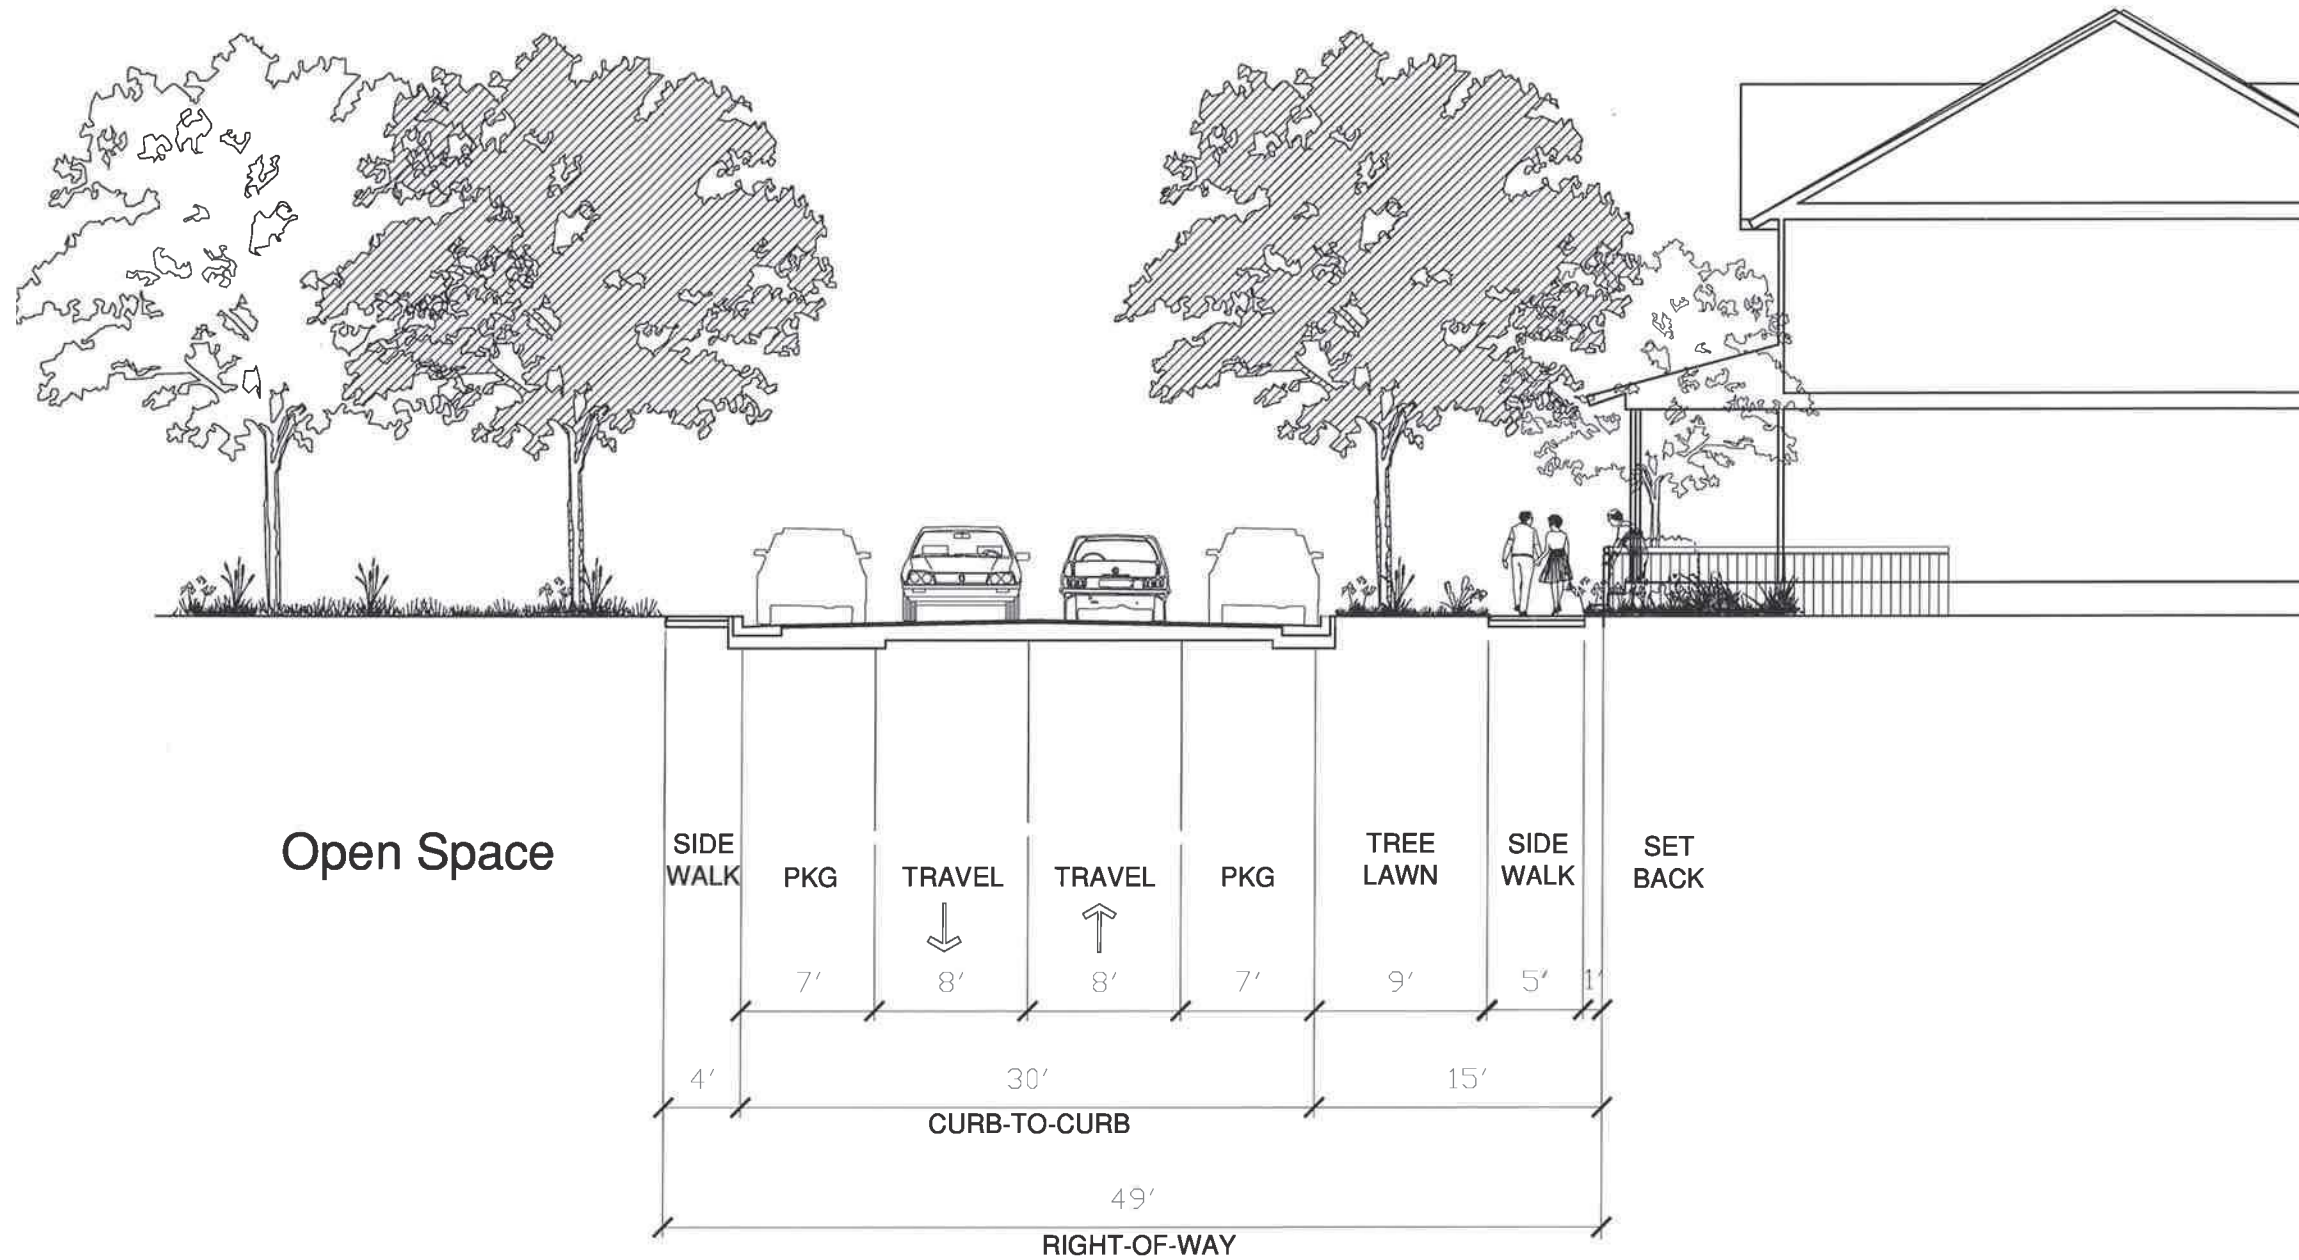 Open Space
SIDE
WALK
PKG
TRAVEL
TRAVEL
PKG
TREE
LAWN
SIDE
WALK
SET
BACK
7' 8' 8' 7' 9' 5' 1'
4' 30' 15'
CURB-TO-CURB
49'
RIGHT-OF-WAY